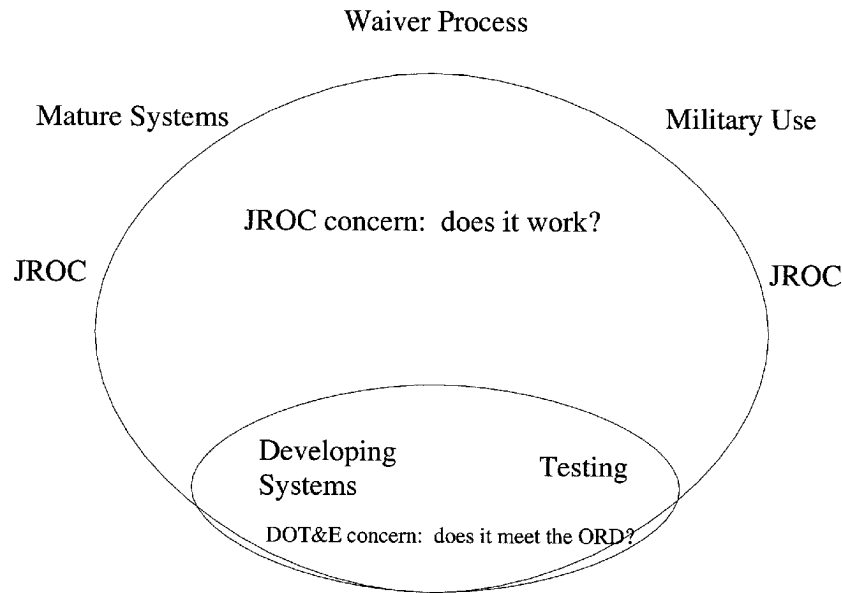 Waiver Process
Mature Systems
Military Use
JROC concern: does it work?
JROC
JROC
Developing
Systems
Testing
DOT&E concern: does it meet the ORD?